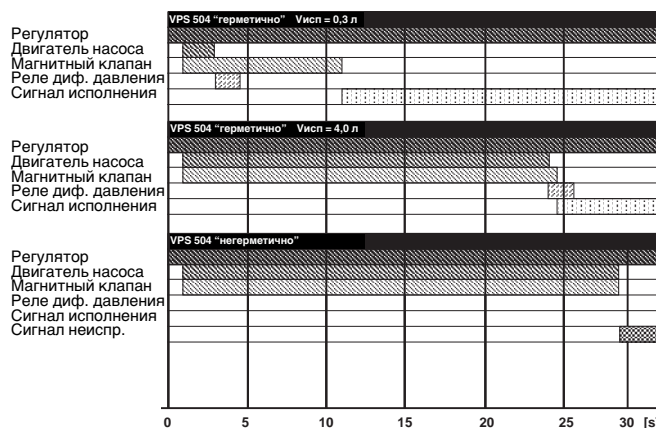 VPS 504 “герметично” Vисп = 0,3 л
Регулятор
Двигатель насоса
Магнитный клапан
Реле диф. давления
Сигнал исполнения
VPS 504 “герметично” Vисп = 4,0 л
Регулятор
Двигатель насоса
Магнитный клапан
Реле диф. давления
Сигнал исполнения
VPS 504 “негерметично”
Регулятор
Двигатель насоса
Магнитный клапан
Реле диф. давления
Сигнал исполнения
Сигнал неиспр.
0 5 10 15 20 25 30 [s]